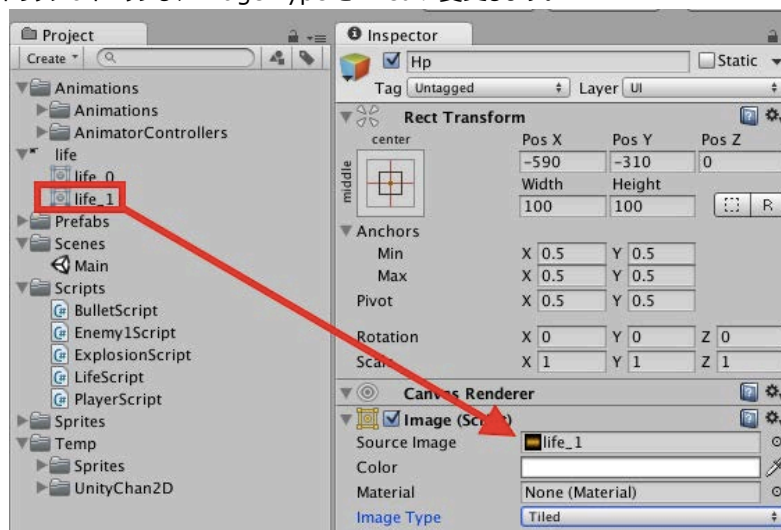 Project
Create
Animations
Animations
AnimatorControllers
life
life_0
life_1
Prefabs
Scenes
Main
Scripts
BulletScript
Enemy1Script
ExplosionScript
LifeScript
PlayerScript
Sprites
Temp
Sprites
UnityChan2D
Inspector
Hp Static
Tag Untagged Layer UI
Rect Transform
center Pos X Pos Y Pos Z
middle -590 -310 0
Width Height
100 100 R
Anchors
Min X 0.5 Y 0.5
Max X 0.5 Y 0.5
Pivot X 0.5 Y 0.5
Rotation X 0 Y 0 Z 0
Scale X 1 Y 1 Z 1
Canvas Renderer
Image (Script)
Source Image life_1
Color
Material None (Material)
Image Type Tiled